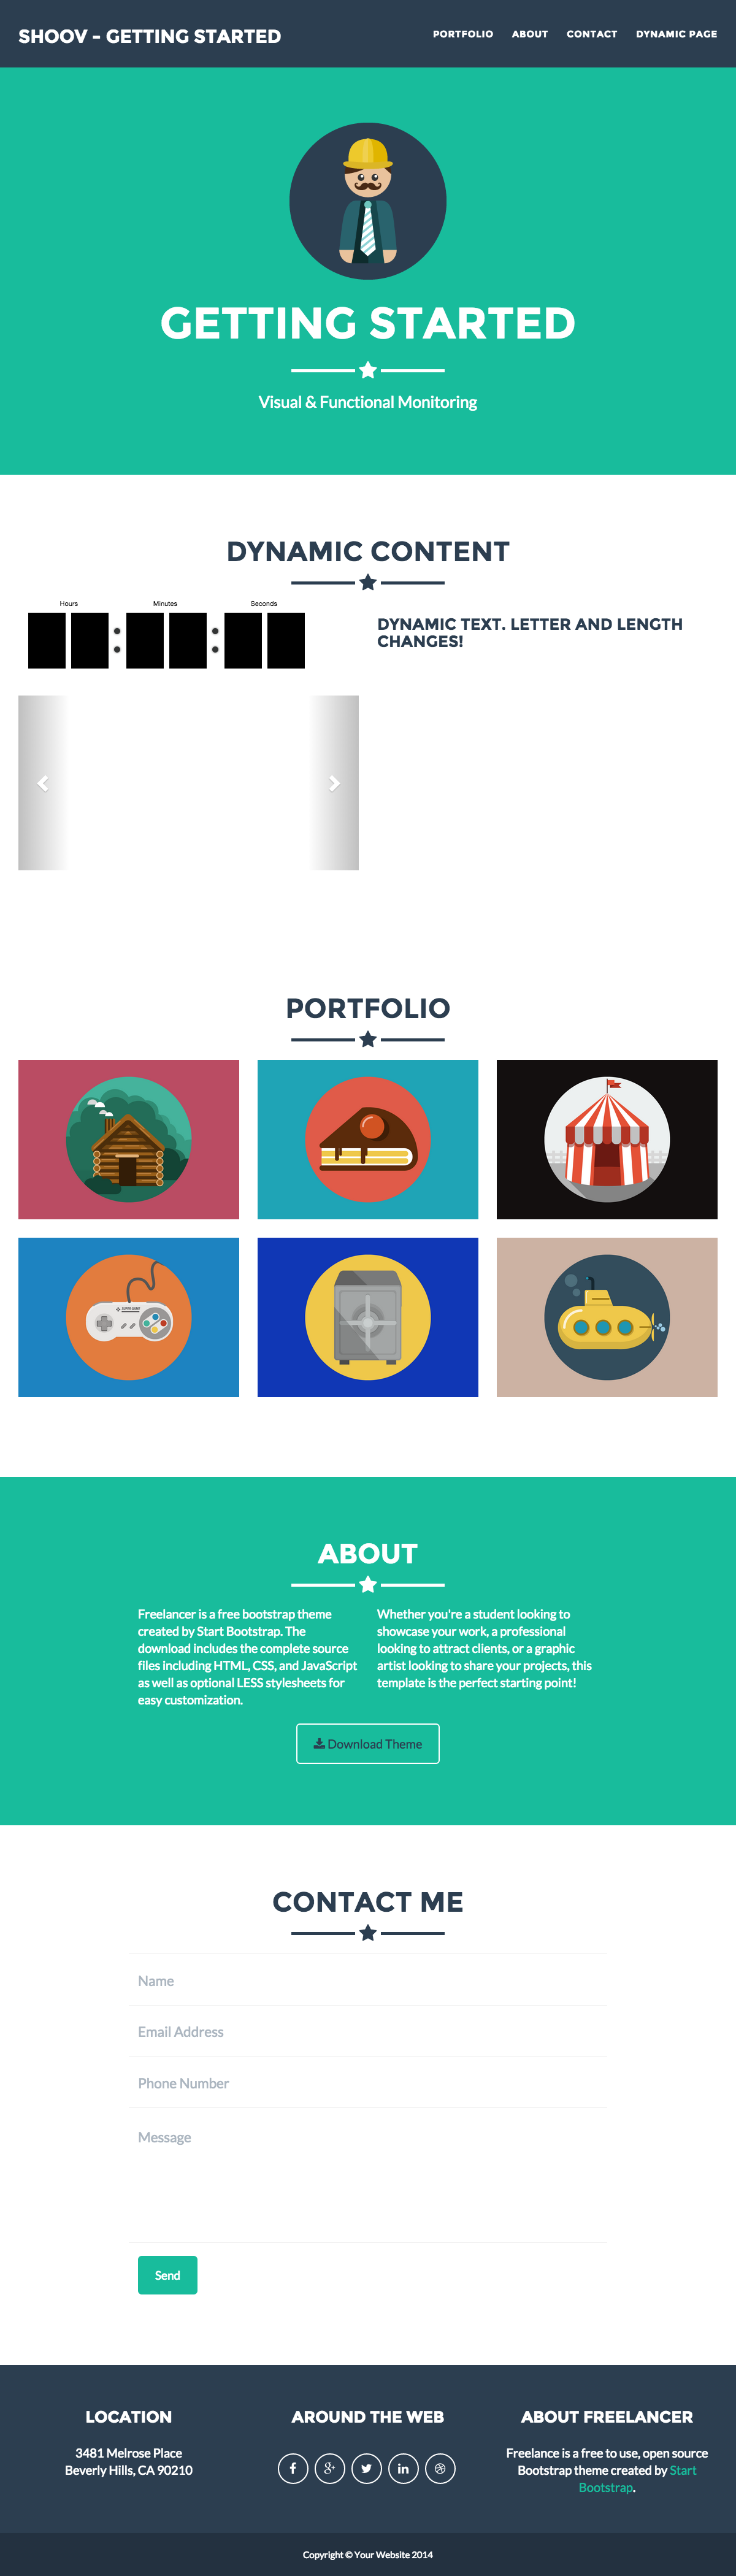 SHOOV - GETTING STARTED
PORTFOLIO ABOUT CONTACT DYNAMIC PAGE
GETTING STARTED
Visual & Functional Monitoring
DYNAMIC CONTENT
Hours Minutes Seconds
DYNAMIC TEXT. LETTER AND LENGTH
CHANGES!
PORTFOLIO
SUPER GAME
ABOUT
Freelancer is a free bootstrap theme
created by Start Bootstrap. The
download includes the complete source
files including HTML, CSS, and JavaScript
as well as optional LESS stylesheets for
easy customization.
Whether you're a student looking to
showcase your work, a professional
looking to attract clients, or a graphic
artist looking to share your projects, this
template is the perfect starting point!
Download Theme
CONTACT ME
Name
Email Address
Phone Number
Message
Send
LOCATION
3481 Melrose Place
Beverly Hills, CA 90210
AROUND THE WEB
ABOUT FREELANCER
Freelance is a free to use, open source
Bootstrap theme created by Start
Bootstrap.
Copyright © Your Website 2014